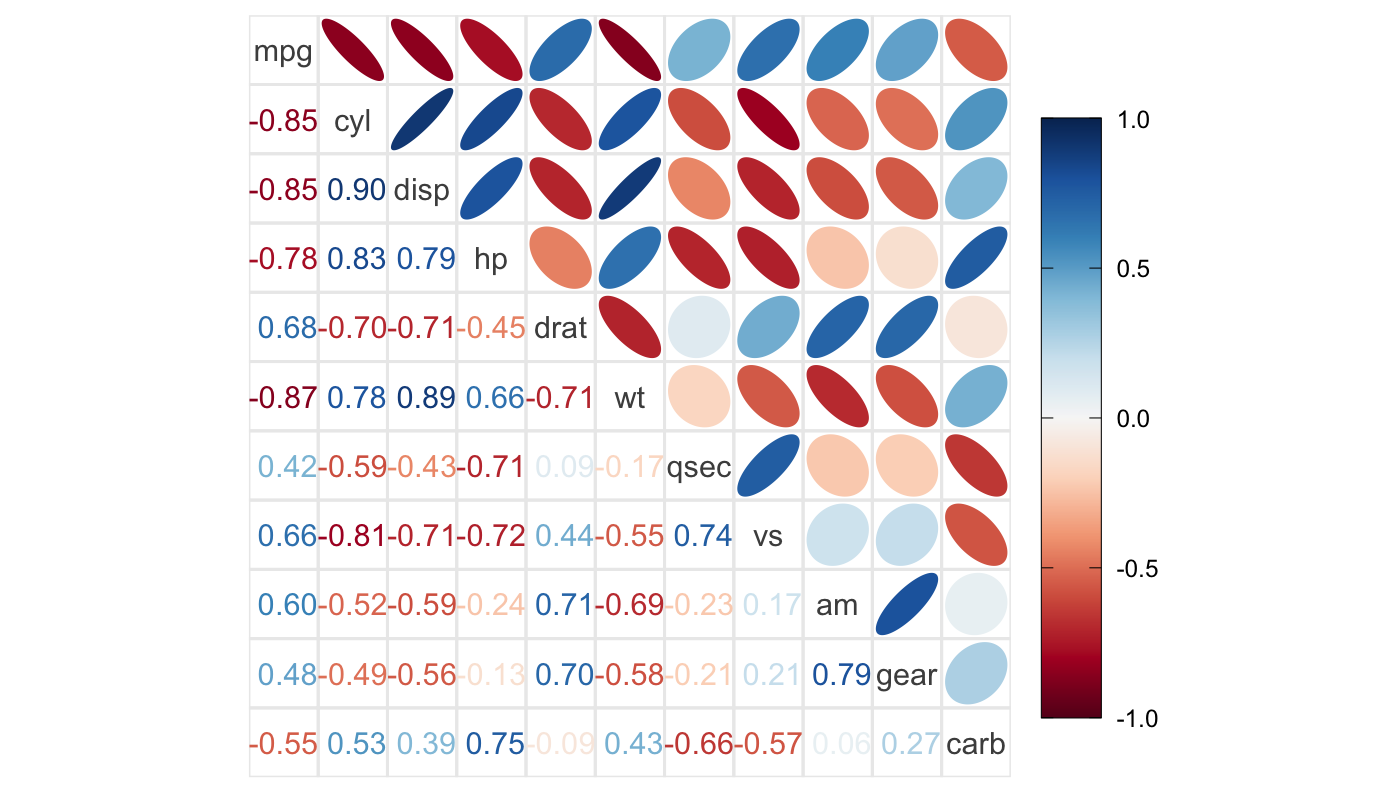 mpg
-0.85 cyl
-0.85 0.90 disp
-0.78 0.83 0.79 hp
0.68 -0.70 -0.71 -0.45 drat
-0.87 0.78 0.89 0.66 -0.71 wt
0.42 -0.59 -0.43 -0.71 0.09 -0.17 qsec
0.66 -0.81 -0.71 -0.72 0.44 -0.55 0.74 vs
0.60 -0.52 -0.59 -0.24 0.71 -0.69 -0.23 0.17 am
0.48 -0.49 -0.56 -0.13 0.70 -0.58 -0.21 0.21 0.79 gear
-0.55 0.53 0.39 0.75 -0.09 0.43 -0.66 -0.57 0.06 0.27 carb
1.0
0.5
0.0
-0.5
-1.0